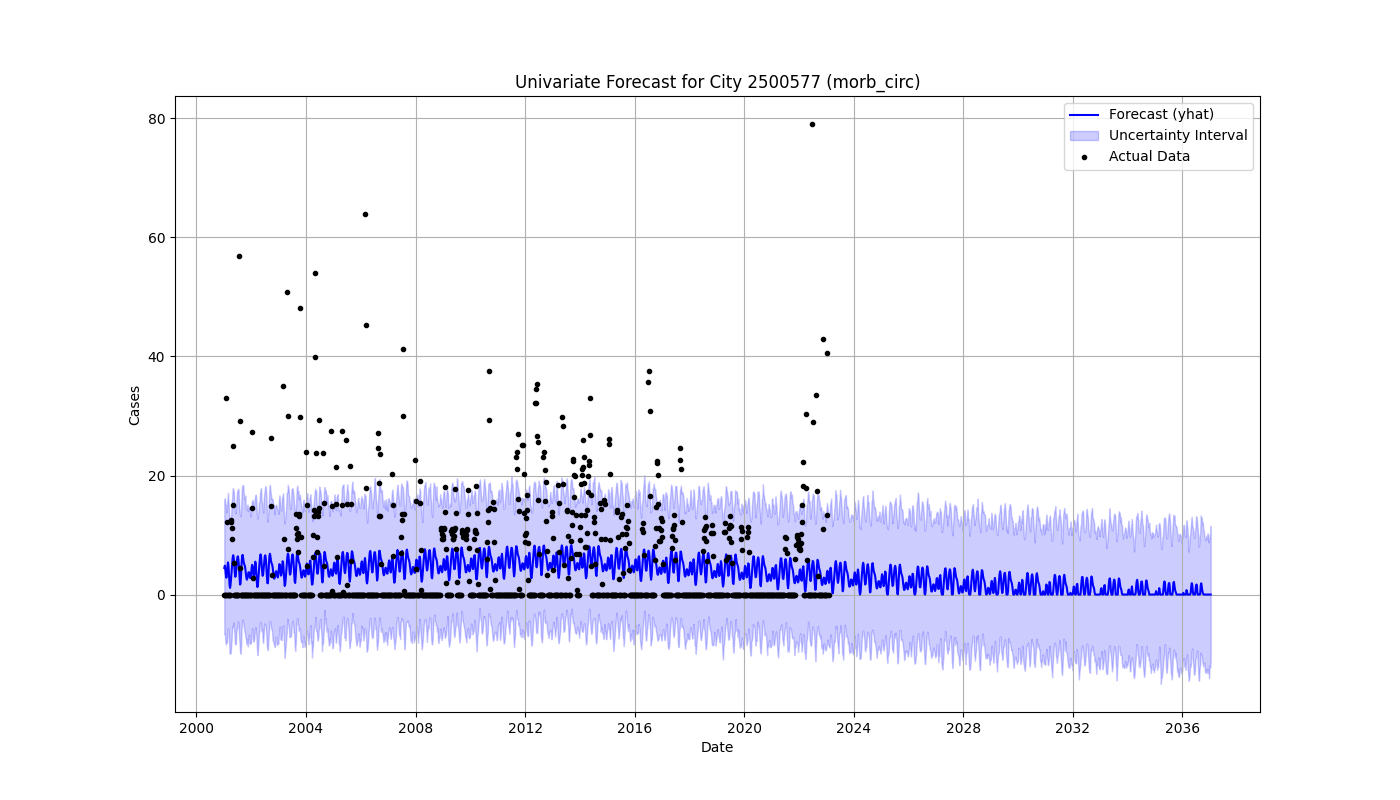 Univariate Forecast for City 2500577 (morb_circ)
Forecast (yhat)
Uncertainty Interval
Actual Data
Cases
80
60
40
20
0
2000 2004 2008 2012 2016 2020 2024 2028 2032 2036
Date